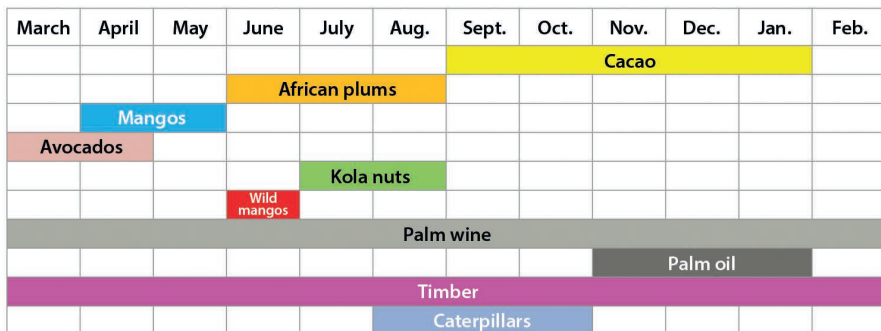 March April May June July Aug. Sept. Oct. Nov. Dec. Jan. Feb.
Cacao
African plums
Mangos
Avocados
Kola nuts
Wild
mangos
Palm wine
Palm oil
Timber
Caterpillars